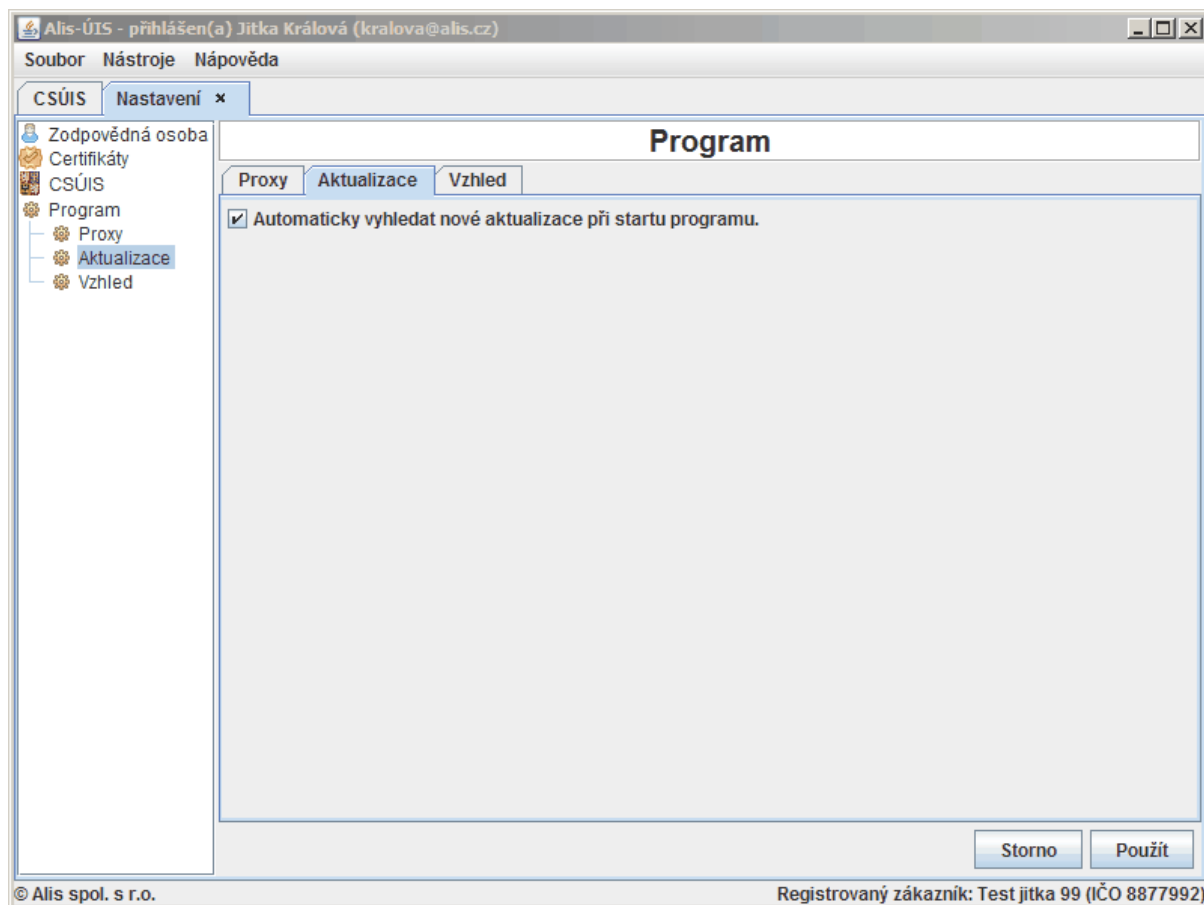 Alis-ÚIS - přihlášen(a) Jitka Králová (kralova@alis.cz)
Soubor Nástroje Nápověda
CSÚIS Nastavení
Zodpovědná osoba
Certifikáty
CSÚIS
Program
Proxy
Aktualizace
Vzhled
Program
Proxy Aktualizace Vzhled
Automaticky vyhledat nové aktualizace při startu programu.
Storno Použít
© Alis spol. s r.o. Registrovaný zákazník: Test jitka 99 (IČO 8877992)